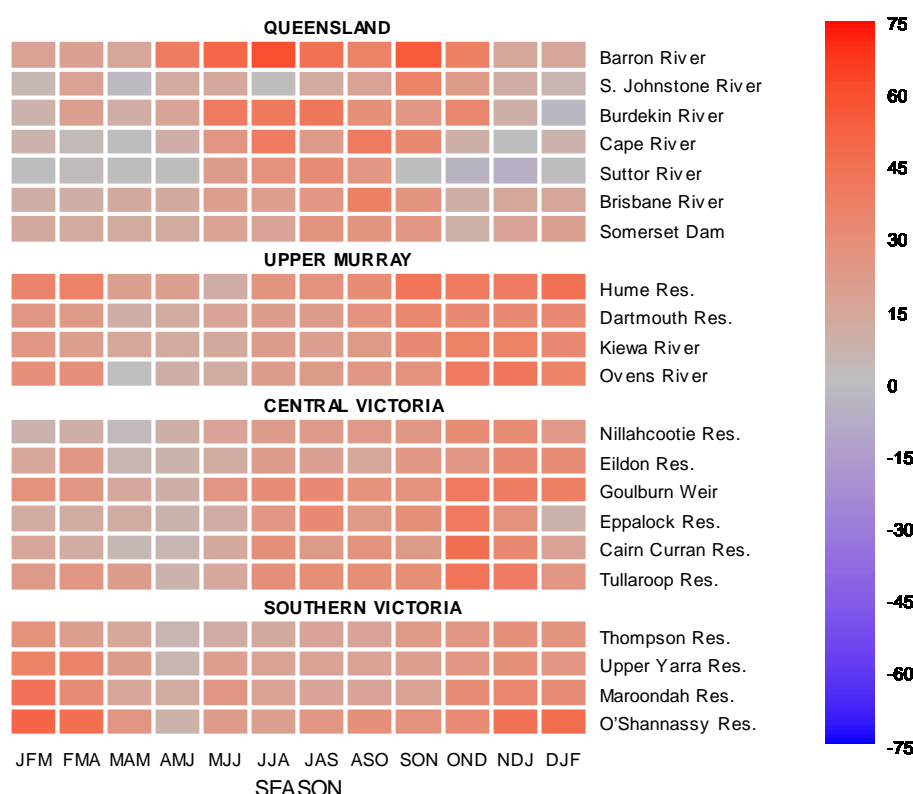 QUEENSLAND
Barron River
S. Johnstone River
Burdekin River
Cape River
Suttor River
Brisbane River
Somerset Dam
UPPER MURRAY
Hume Res.
Dartmouth Res.
Kiewa River
Ovens River
CENTRAL VICTORIA
Nillahcootie Res.
Eildon Res.
Goulburn Weir
Eppalock Res.
Cairn Curran Res.
Tullaroop Res.
SOUTHERN VICTORIA
Thompson Res.
Upper Yarra Res.
Maroondah Res.
O'Shannassy Res.
JFM FMA MAM AMJ MJJ JJA JAS ASO SON OND NDJ DJF
SEASON
75
60
45
30
15
0
-15
-30
-45
-60
-75